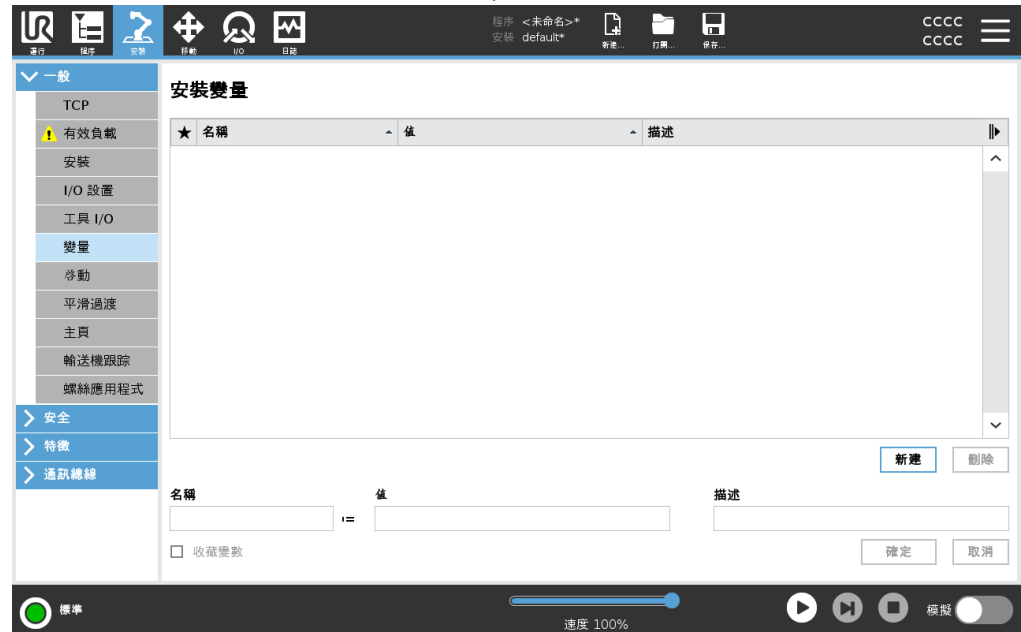 程序 <未命名>*
安裝 default*
cccc
cccc
運行 程序 安裝 移動 I/O 日誌 新建... 打開... 保存...
一般
TCP
有效負載
安裝
I/O 設置
工具 I/O
變量
啓動
平滑過渡
主頁
輸送機跟踪
螺絲應用程式
安全
特徵
通訊總線
安裝變量
名稱 值 描述
新建 刪除
名稱 值 描述
:=
收藏變數
確定 取消
標準
速度 100%
模擬